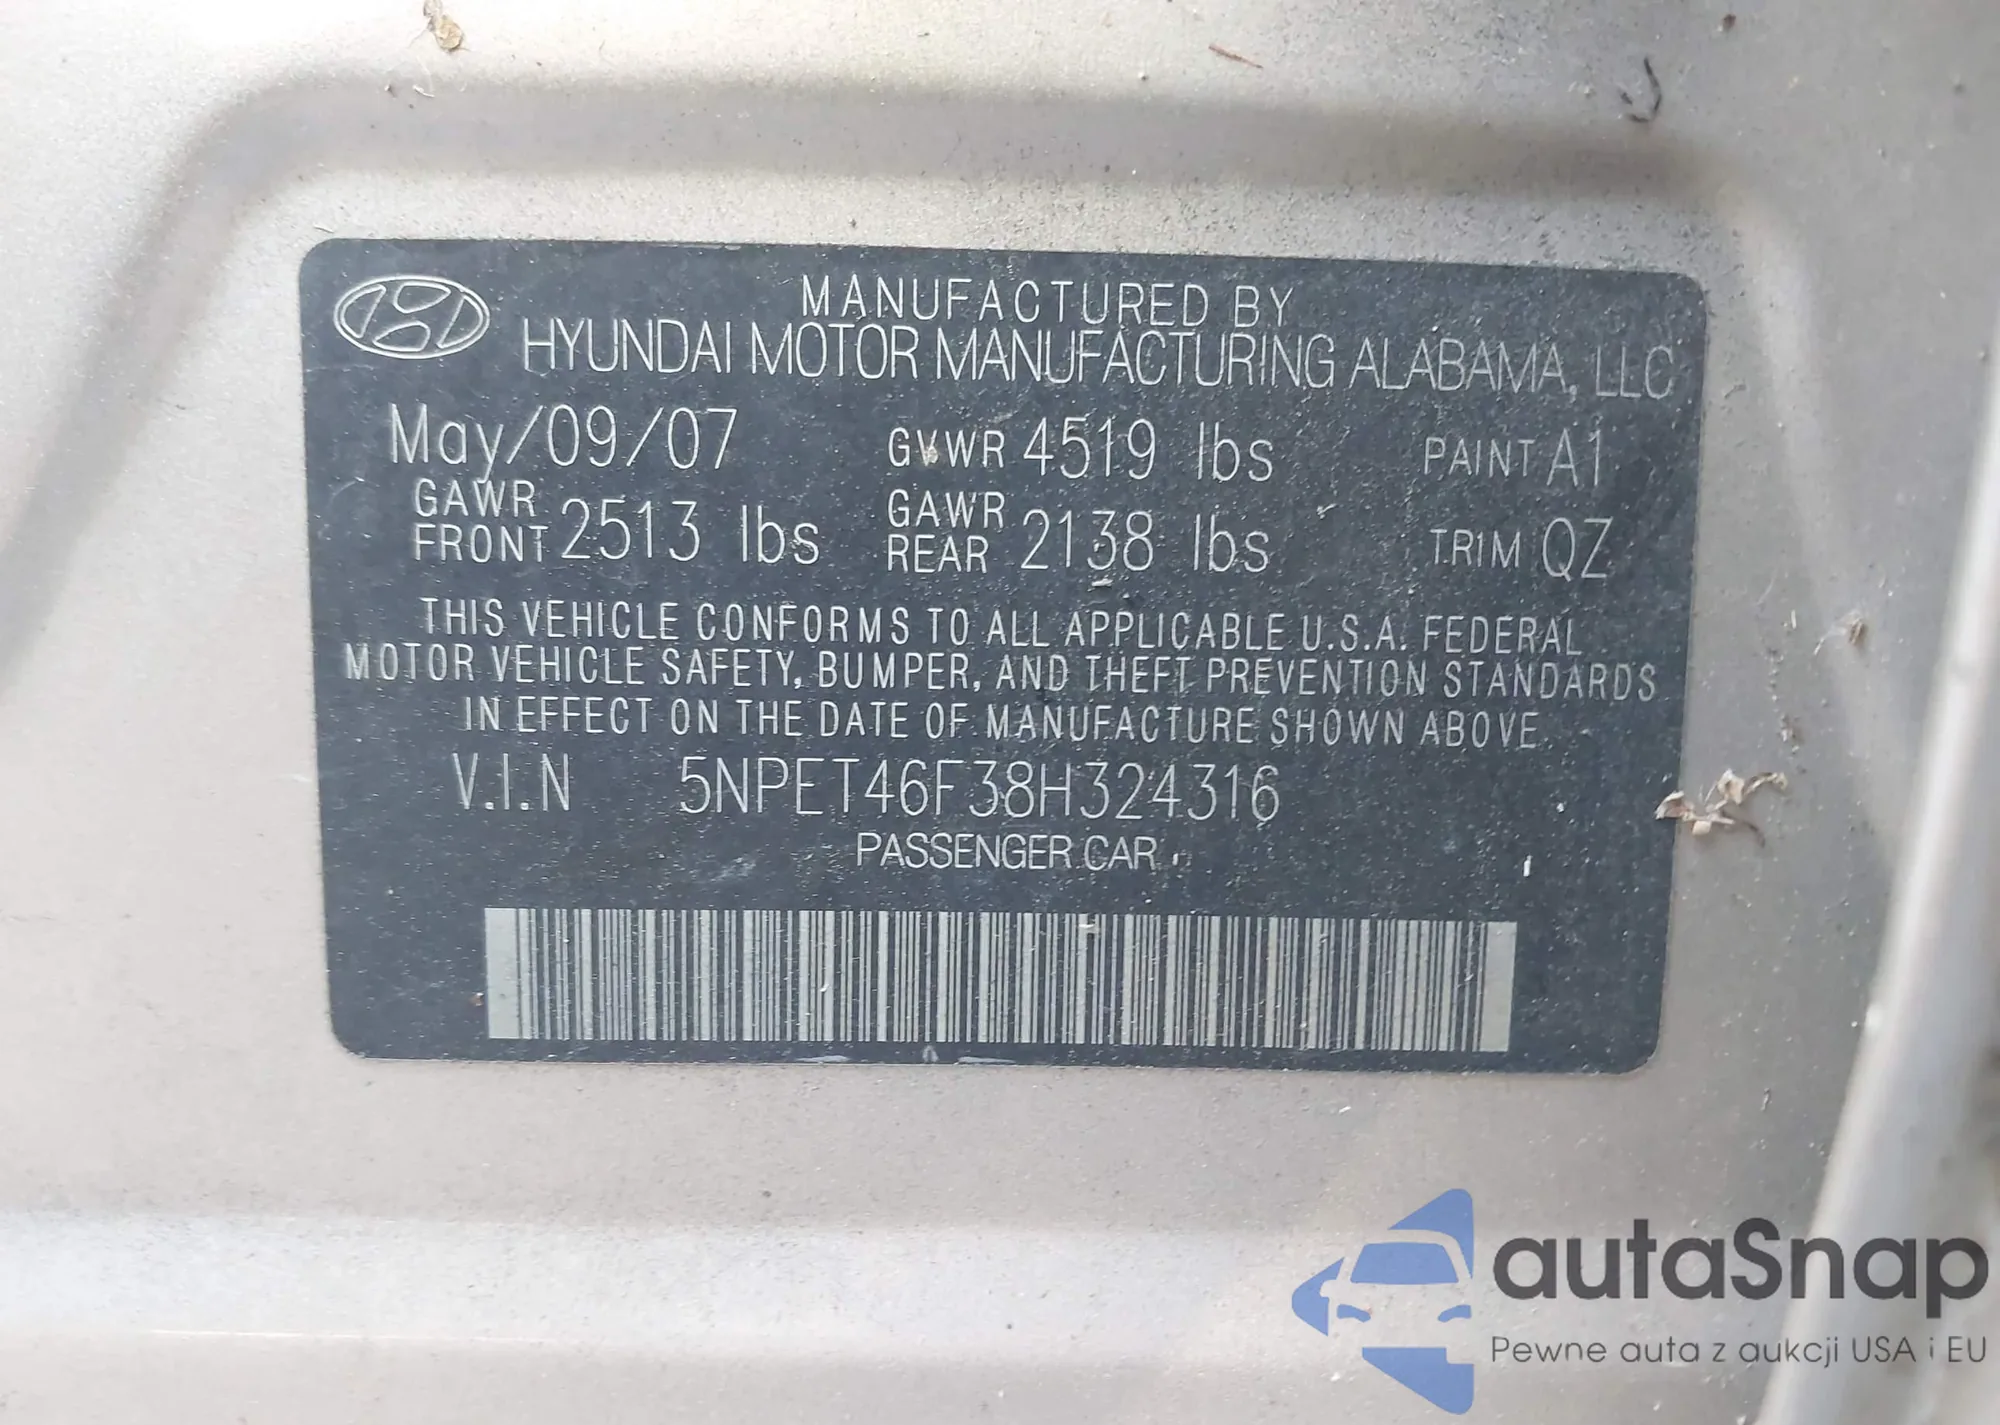 MANUFACTURED BY
HYUNDAI MOTOR MANUFACTURING ALABAMA, LLC
May/09/07 GVWR 4519 lbs PAINT A1
GAWR FRONT 2513 lbs GAWR REAR 2138 lbs TRIM QZ
THIS VEHICLE CONFORMS TO ALL APPLICABLE U.S.A. FEDERAL
MOTOR VEHICLE SAFETY, BUMPER, AND THEFT PREVENTION STANDARDS
IN EFFECT ON THE DATE OF MANUFACTURE SHOWN ABOVE.
V.I.N 5NPET46F38H324316
PASSENGER CAR
autaSnap
Pewne auta z aukcji USA i EU